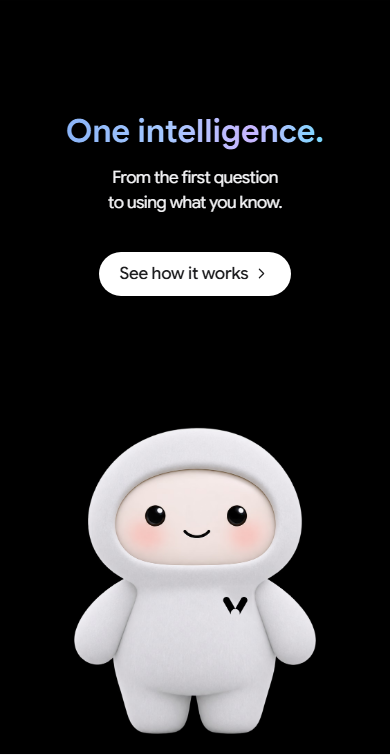 One intelligence.
From the first question
to using what you know.
See how it works